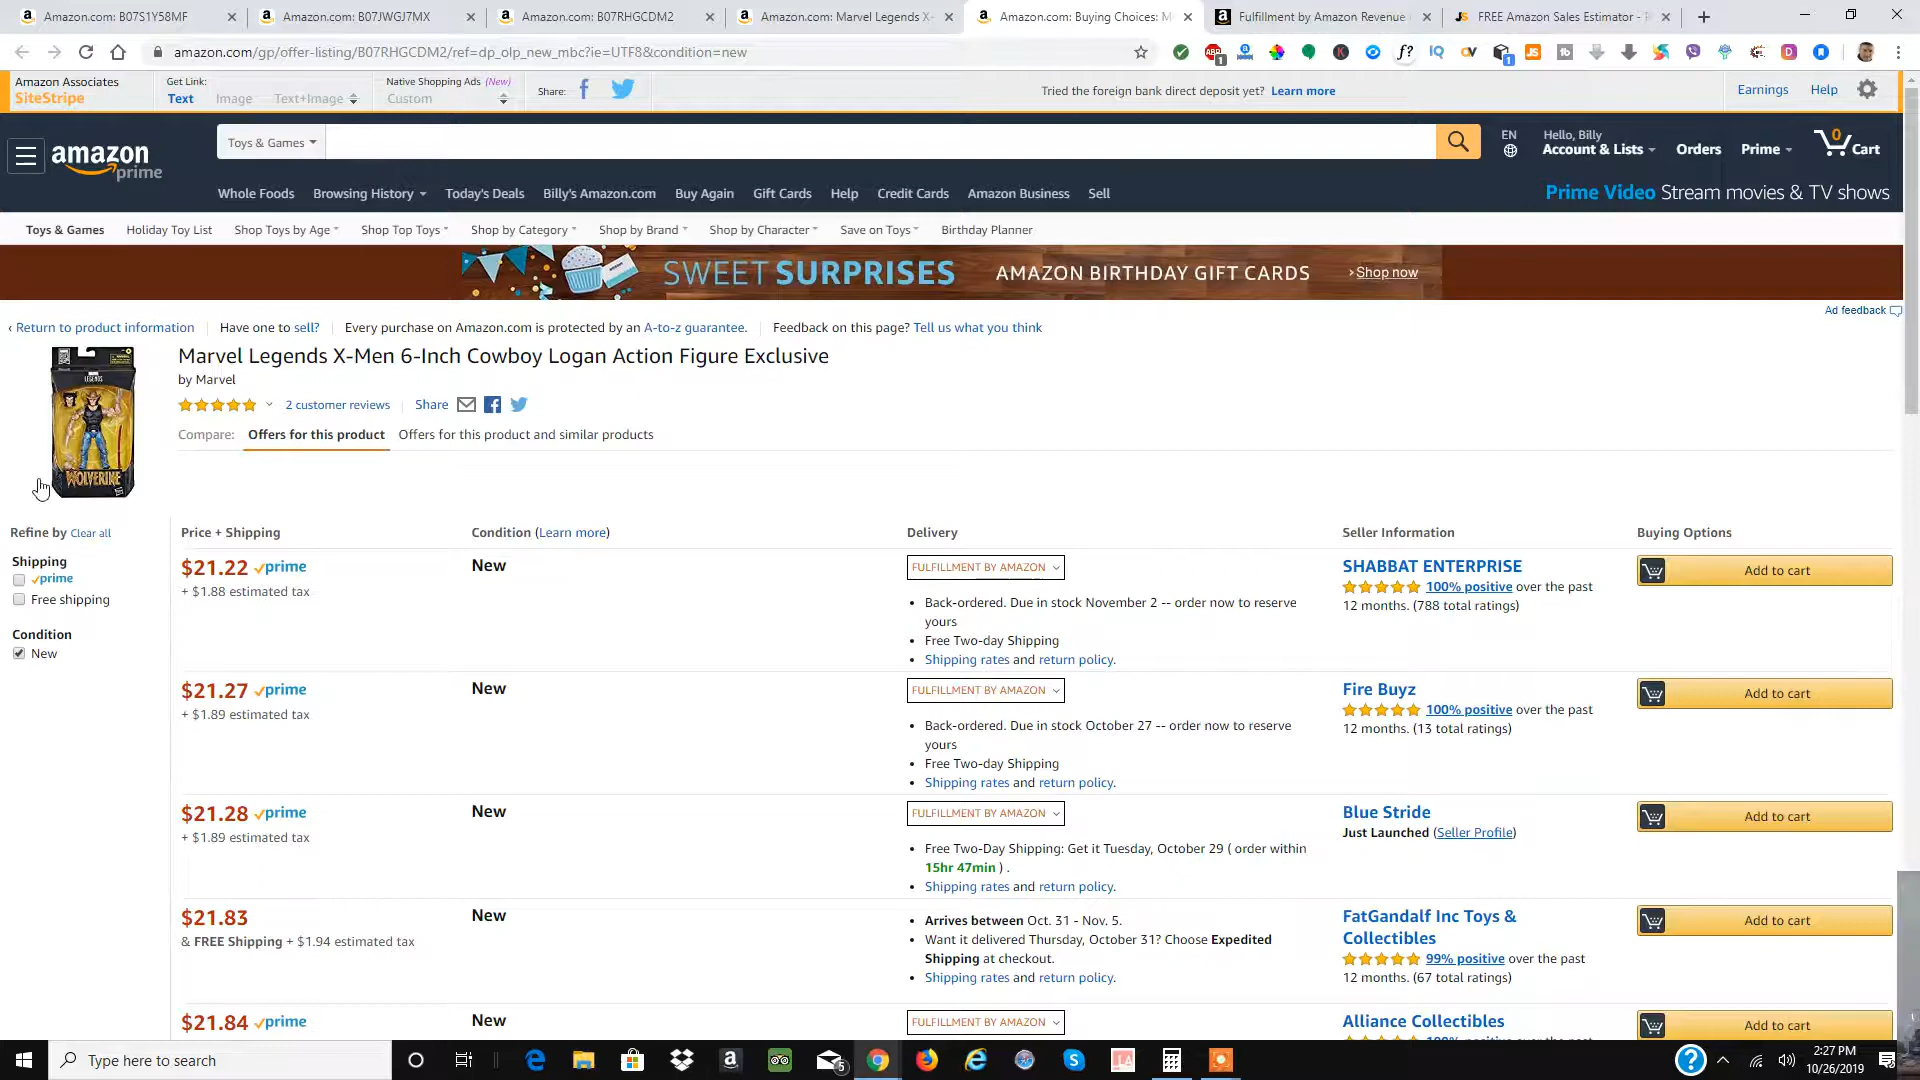 Amazon.com: B07S1Y58MF
Amazon.com: B07JWGJ7MX
Amazon.com: B07RHGCDM2
Amazon.com: Marvel Legends X-
Amazon.com: Buying Choices: M
Fulfillment by Amazon Revenue
FREE Amazon Sales Estimator -
amazon.com/gp/offer-listing/B07RHGCDM2/ref=dp_olp_new_mbc?ie=UTF8&condition=new
Amazon Associates
SiteStripe
Get Link:
Text Image Text+Image
Native Shopping Ads (New)
Custom
Share:
Tried the foreign bank direct deposit yet? Learn more
Earnings Help
amazon
prime
Toys & Games
EN
Hello, Billy
Account & Lists
Orders
Prime
0
Cart
Whole Foods Browsing History Today's Deals Billy's Amazon.com Buy Again Gift Cards Help Credit Cards Amazon Business Sell
Prime Video Stream movies & TV shows
Toys & Games Holiday Toy List Shop Toys by Age Shop Top Toys Shop by Category Shop by Brand Shop by Character Save on Toys Birthday Planner
SWEET SURPRISES AMAZON BIRTHDAY GIFT CARDS › Shop now
Ad feedback
‹ Return to product information Have one to sell? Every purchase on Amazon.com is protected by an A-to-z guarantee. Feedback on this page? Tell us what you think
Marvel Legends X-Men 6-Inch Cowboy Logan Action Figure Exclusive
by Marvel
2 customer reviews Share
Compare: Offers for this product Offers for this product and similar products
LEGENDS
WOLVERINE
Refine by Clear all
Shipping
prime
Free shipping
Condition
New
Price + Shipping Condition (Learn more) Delivery Seller Information Buying Options
$21.22 prime
+ $1.88 estimated tax
New
FULFILLMENT BY AMAZON
• Back-ordered. Due in stock November 2 -- order now to reserve
yours
• Free Two-day Shipping
• Shipping rates and return policy.
SHABBAT ENTERPRISE
100% positive over the past
12 months. (788 total ratings)
Add to cart
$21.27 prime
+ $1.89 estimated tax
New
FULFILLMENT BY AMAZON
• Back-ordered. Due in stock October 27 -- order now to reserve
yours
• Free Two-day Shipping
• Shipping rates and return policy.
Fire Buyz
100% positive over the past
12 months. (13 total ratings)
Add to cart
$21.28 prime
+ $1.89 estimated tax
New
FULFILLMENT BY AMAZON
• Free Two-Day Shipping: Get it Tuesday, October 29 ( order within
15hr 47min ) .
• Shipping rates and return policy.
Blue Stride
Just Launched (Seller Profile)
Add to cart
$21.83
& FREE Shipping + $1.94 estimated tax
New
• Arrives between Oct. 31 - Nov. 5.
• Want it delivered Thursday, October 31? Choose Expedited
Shipping at checkout.
• Shipping rates and return policy.
FatGandalf Inc Toys &
Collectibles
99% positive over the past
12 months. (67 total ratings)
Add to cart
$21.84 prime
New
FULFILLMENT BY AMAZON
Alliance Collectibles
Add to cart
Type here to search
2:27 PM
10/26/2019